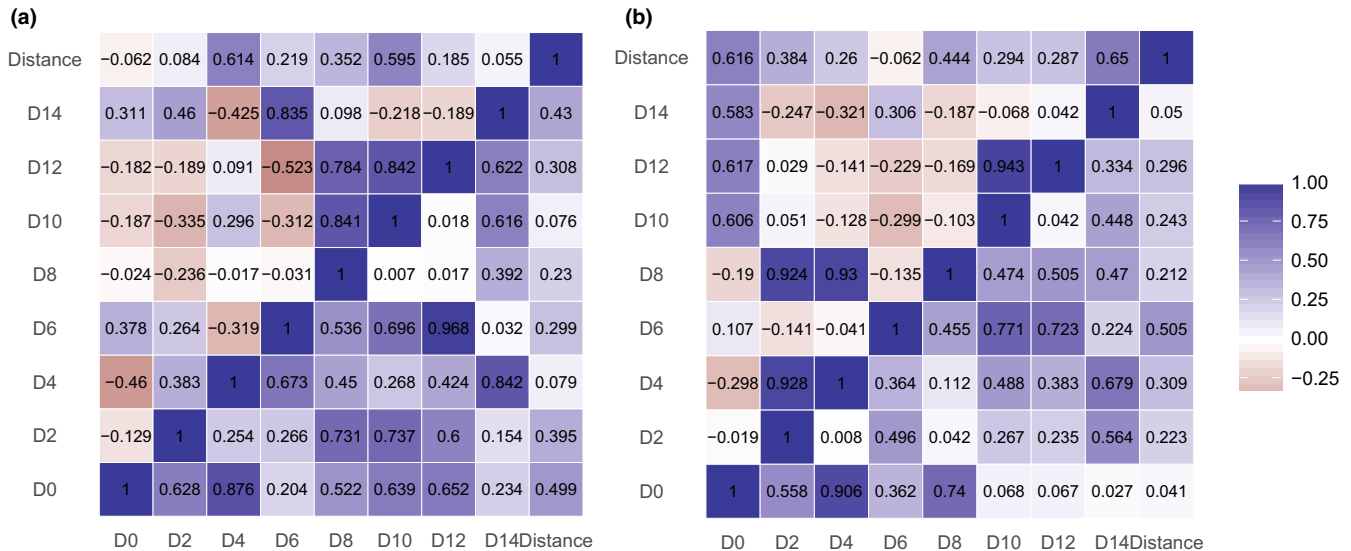 (a)
Distance −0.062 0.084 0.614 0.219 0.352 0.595 0.185 0.055 1
D14 0.311 0.46 −0.425 0.835 0.098 −0.218 −0.189 1 0.43
D12 −0.182 −0.189 0.091 −0.523 0.784 0.842 1 0.622 0.308
D10 −0.187 −0.335 0.296 −0.312 0.841 1 0.018 0.616 0.076
D8 −0.024 −0.236 −0.017 −0.031 1 0.007 0.017 0.392 0.23
D6 0.378 0.264 −0.319 1 0.536 0.696 0.968 0.032 0.299
D4 −0.46 0.383 1 0.673 0.45 0.268 0.424 0.842 0.079
D2 −0.129 1 0.254 0.266 0.731 0.737 0.6 0.154 0.395
D0 1 0.628 0.876 0.204 0.522 0.639 0.652 0.234 0.499
D0 D2 D4 D6 D8 D10 D12 D14 Distance
(b)
Distance 0.616 0.384 0.26 −0.062 0.444 0.294 0.287 0.65 1
D14 0.583 −0.247 −0.321 0.306 −0.187 −0.068 0.042 1 0.05
D12 0.617 0.029 −0.141 −0.229 −0.169 0.943 1 0.334 0.296
D10 0.606 0.051 −0.128 −0.299 −0.103 1 0.042 0.448 0.243
D8 −0.19 0.924 0.93 −0.135 1 0.474 0.505 0.47 0.212
D6 0.107 −0.141 −0.041 1 0.455 0.771 0.723 0.224 0.505
D4 −0.298 0.928 1 0.364 0.112 0.488 0.383 0.679 0.309
D2 −0.019 1 0.008 0.496 0.042 0.267 0.235 0.564 0.223
D0 1 0.558 0.906 0.362 0.74 0.068 0.067 0.027 0.041
D0 D2 D4 D6 D8 D10 D12 D14 Distance
1.00
0.75
0.50
0.25
0.00
−0.25